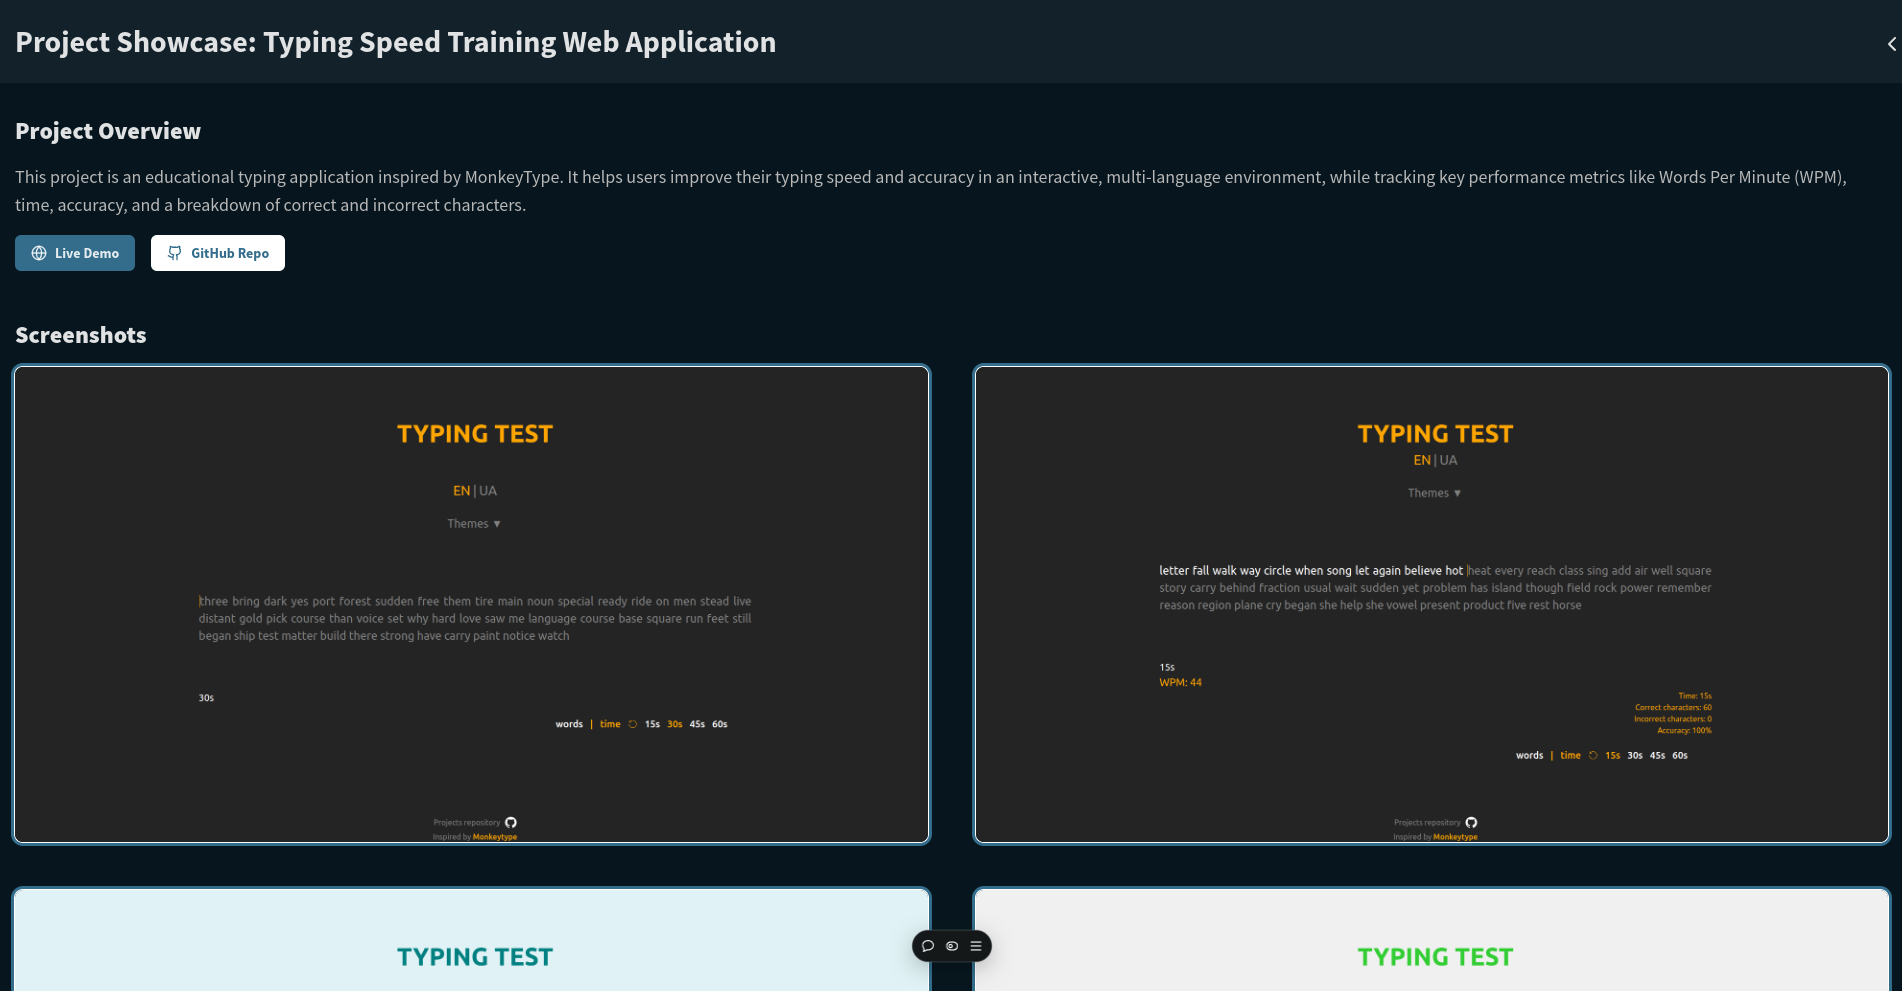 Project Showcase: Typing Speed Training Web Application
Project Overview
This project is an educational typing application inspired by MonkeyType. It helps users improve their typing speed and accuracy in an interactive, multi-language environment, while tracking key performance metrics like Words Per Minute (WPM),
time, accuracy, and a breakdown of correct and incorrect characters.
Live Demo
GitHub Repo
Screenshots
TYPING TEST
EN | UA
Themes ▼
three bring dark yes port forest sudden free them tire main noun special ready ride on men stead live
distant gold pick course than voice set why hard love saw me language course base square run feet still
began ship test matter build there strong have carry paint notice watch
30s
words | time 15s 30s 45s 60s
Projects repository
Inspired by Monkeytype
TYPING TEST
EN | UA
Themes ▼
letter fall walk way circle when song let again believe hot heat every reach class sing add air well square
story carry behind fraction usual wait sudden yet problem has island though field rock power remember
reason region plane cry began she help she vowel present product five rest horse
15s
WPM: 44
Time: 15s
Correct characters: 60
Incorrect characters: 0
Accuracy: 100%
words | time 15s 30s 45s 60s
Projects repository
Inspired by Monkeytype
TYPING TEST
TYPING TEST